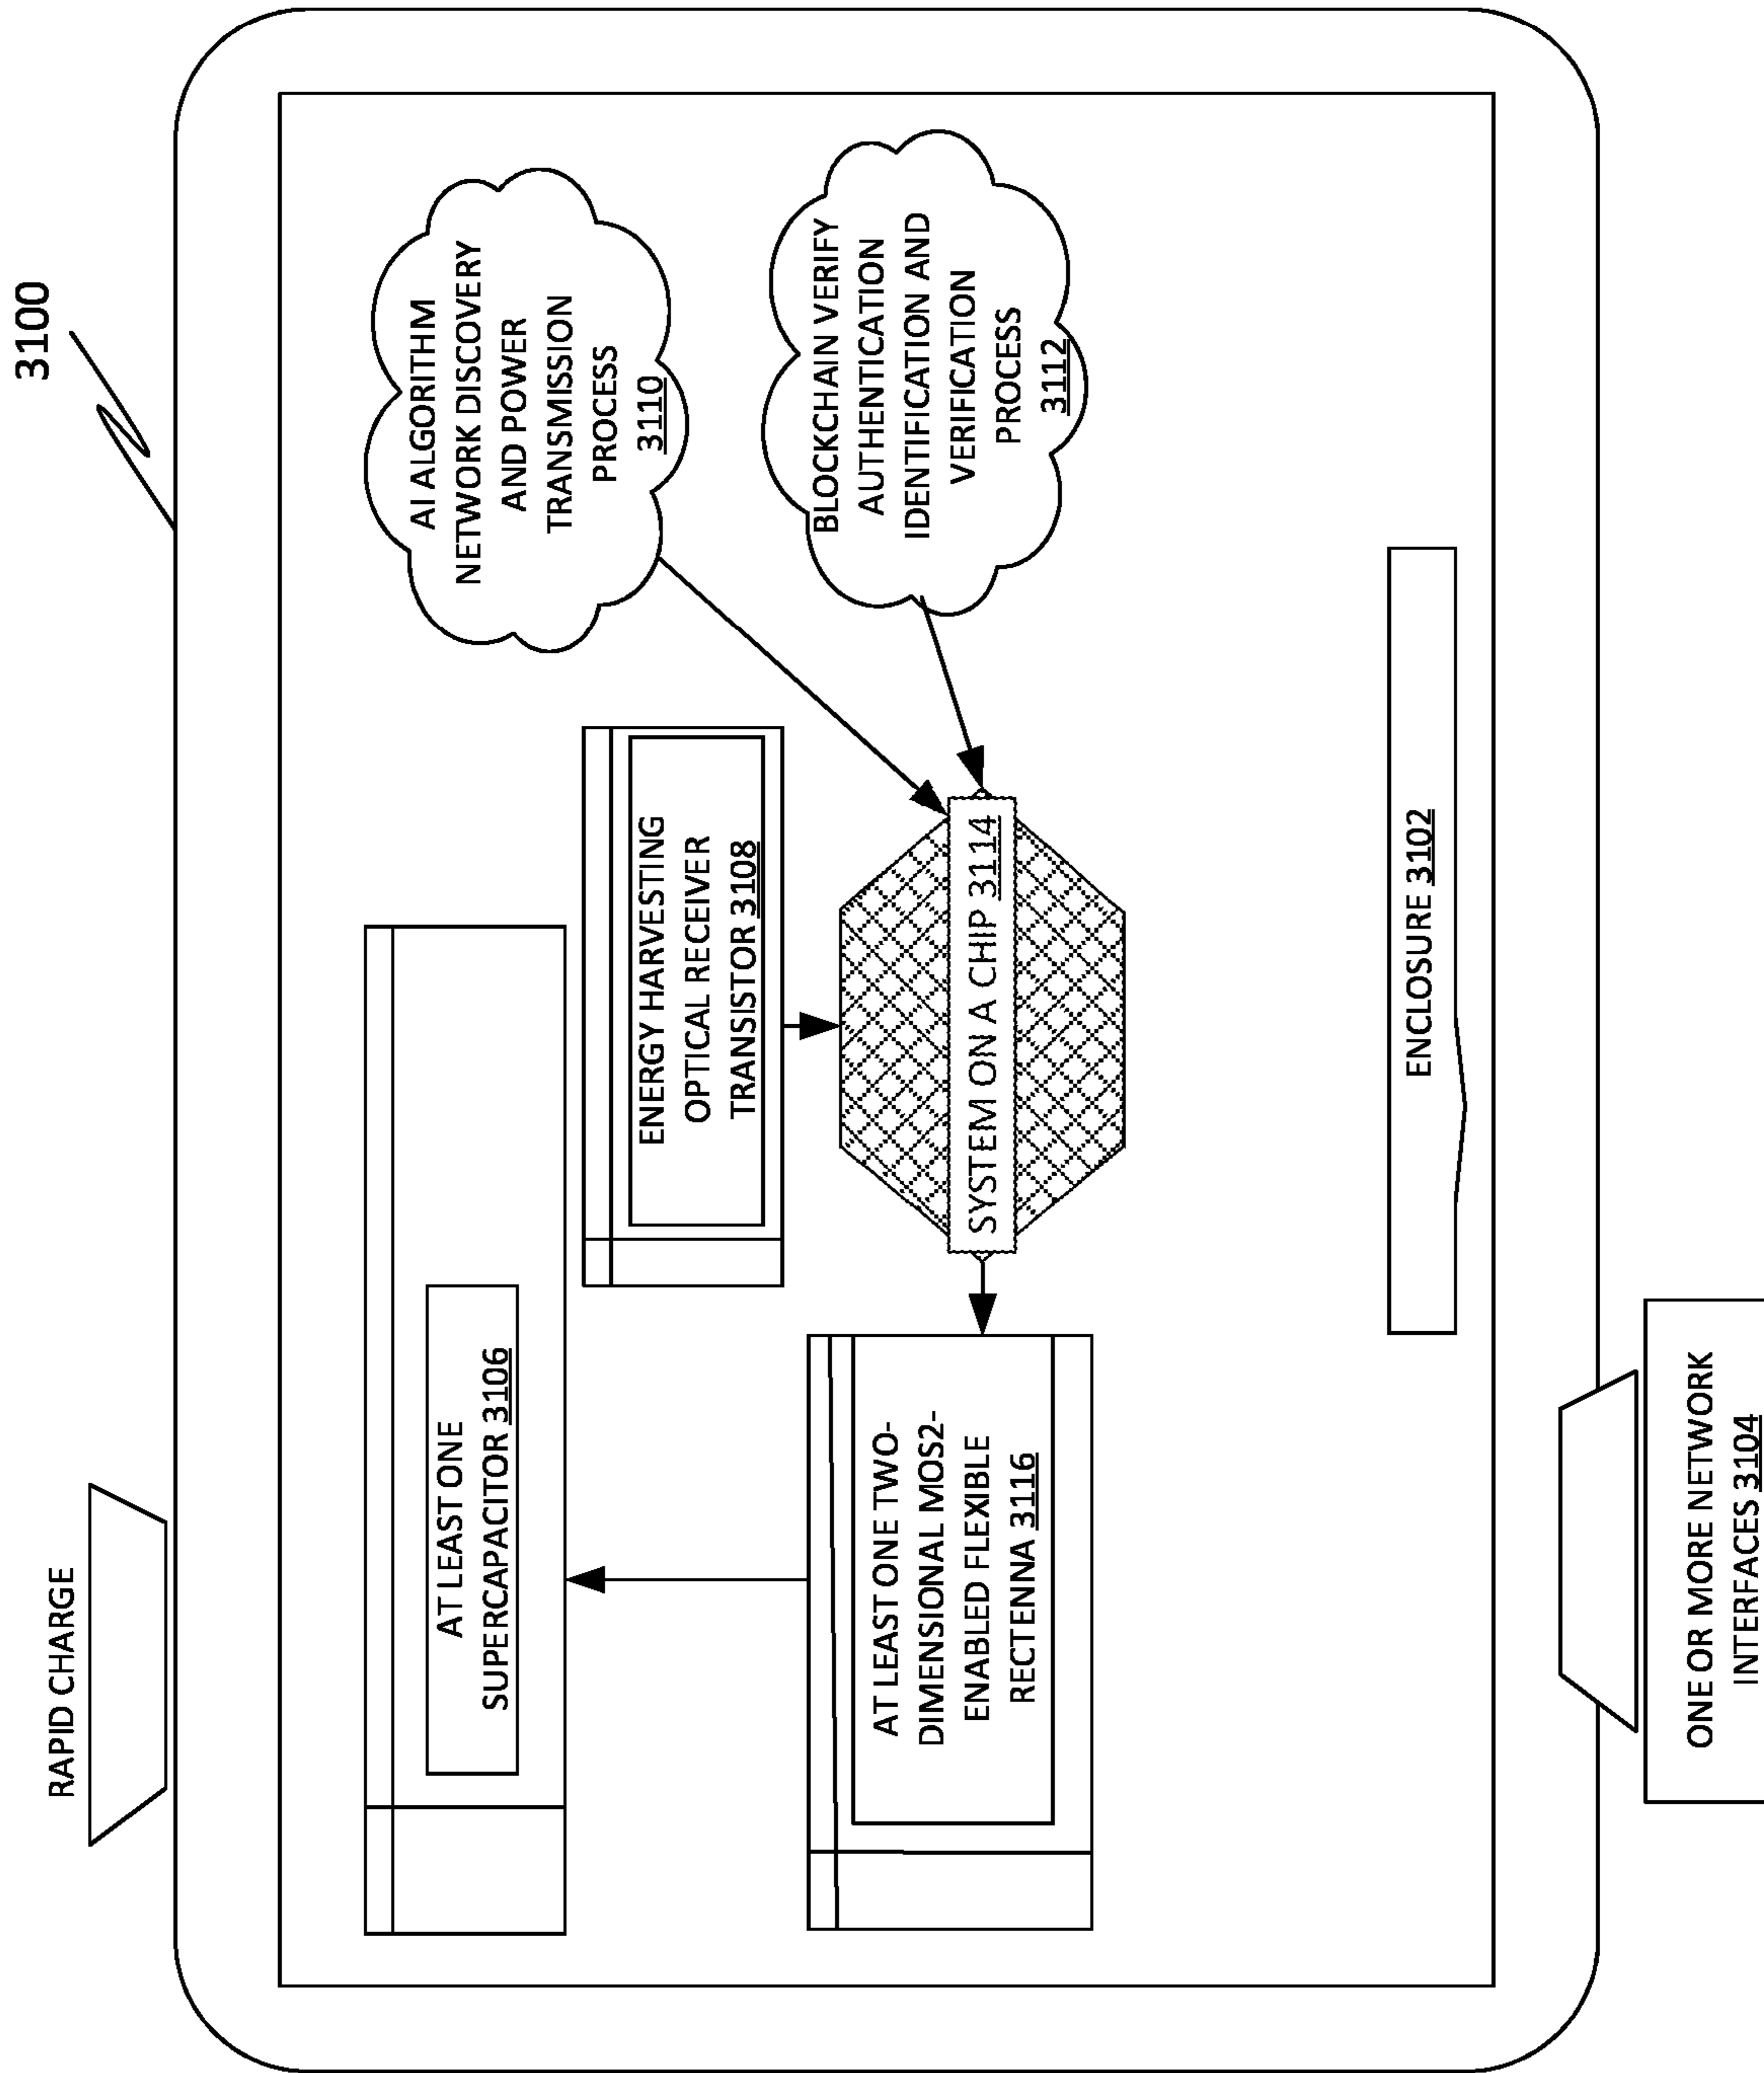 3100
RAPID CHARGE
AT LEAST ONE
SUPERCAPACITOR 3106
ENERGY HARVESTING
OPTICAL RECEIVER
TRANSISTOR 3108
AI ALGORITHM
NETWORK DISCOVERY
AND POWER
TRANSMISSION
PROCESS
3110
BLOCKCHAIN VERIFY
AUTHENTICATION
IDENTIFICATION AND
VERIFICATION
PROCESS
3112
SYSTEM ON A CHIP 3114
AT LEAST ONE TWO-
DIMENSIONAL MOS2-
ENABLED FLEXIBLE
RECTENNA 3116
ENCLOSURE 3102
ONE OR MORE NETWORK
INTERFACES 3104